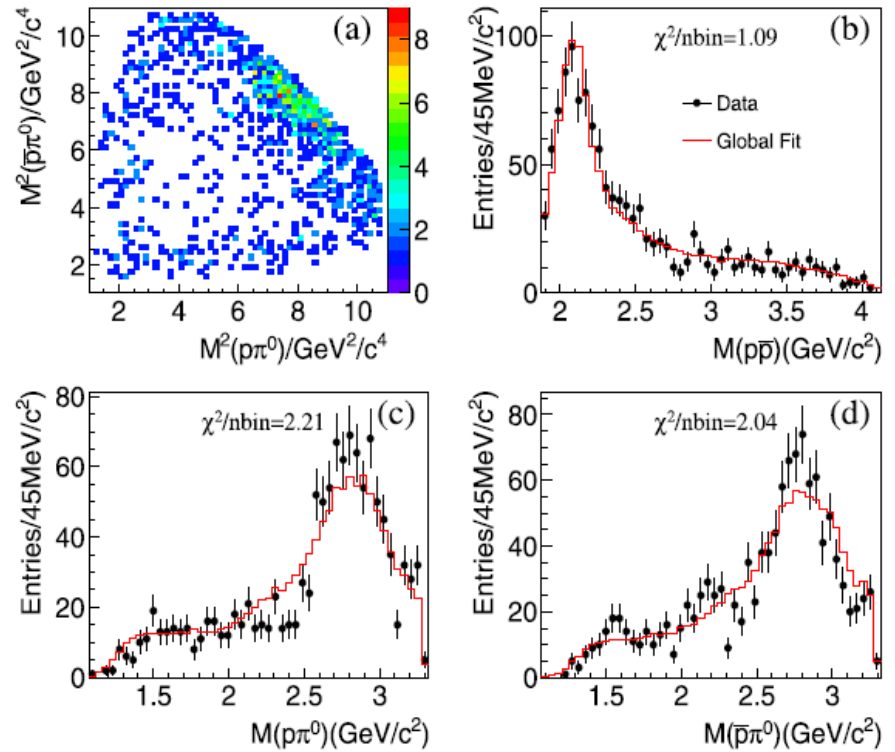 (a)
M²(p̅π⁰)/GeV²/c⁴
10
8
6
4
2
8
6
4
2
0
2 4 6 8 10
M²(pπ⁰)/GeV²/c⁴
(b)
χ²/nbin=1.09
Data
Global Fit
Entries/45MeV/c²)
100
50
0
2 2.5 3 3.5 4
M(pp̅)(GeV/c²)
(c)
χ²/nbin=2.21
Entries/45MeV/c²)
80
60
40
20
0
1.5 2 2.5 3
M(pπ⁰)(GeV/c²)
(d)
χ²/nbin=2.04
Entries/45MeV/c²)
80
60
40
20
0
1.5 2 2.5 3
M(p̅π⁰)(GeV/c²)